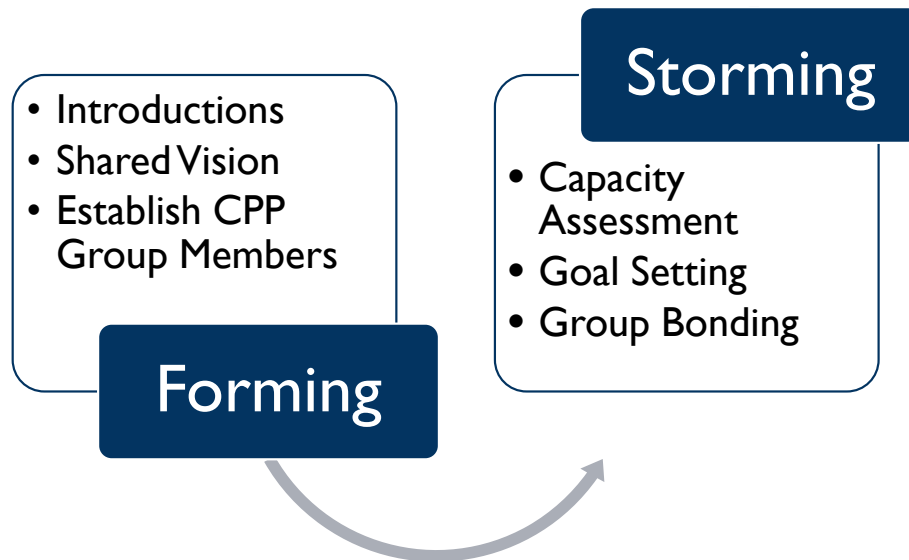 • Introductions
• Shared Vision
• Establish CPP
Group Members
Forming
Storming
• Capacity
Assessment
• Goal Setting
• Group Bonding